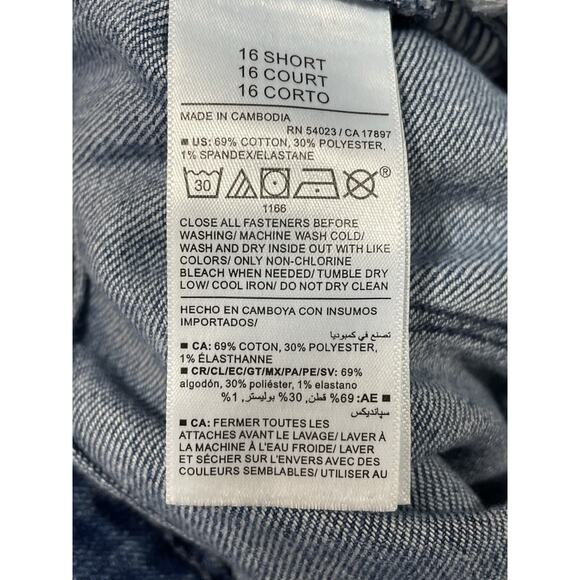 16 SHORT
16 COURT
16 CORTO
MADE IN CAMBODIA
RN 54023 / CA 17897
■ US: 69% COTTON, 30% POLYESTER,
1% SPANDEX/ELASTANE
30
®
1166
CLOSE ALL FASTENERS BEFORE
WASHING/ MACHINE WASH COLD/
WASH AND DRY INSIDE OUT WITH LIKE
COLORS/ ONLY NON-CHLORINE
BLEACH WHEN NEEDED/ TUMBLE DRY
LOW/ COOL IRON/ DO NOT DRY CLEAN
HECHO EN CAMBOYA CON INSUMOS
IMPORTADOS/
تصنع في كمبوديا
■ CA: 69% COTON, 30% POLYESTER,
1% ÉLASTHANNE
■ CR/CL/EC/GT/MX/PA/PE/SV: 69%
algodón, 30% poliéster, 1% elastano
■ AE: 69% قطن, 30% بوليستر, 1%
سپاندیکس
■ CA: FERMER TOUTES LES
ATTACHES AVANT LE LAVAGE/ LAVER À
LA MACHINE À L'EAU FROIDE/ LAVER
ET SÉCHER SUR L'ENVERS AVEC DES
COULEURS SEMBLABLES/ UTILISER AU